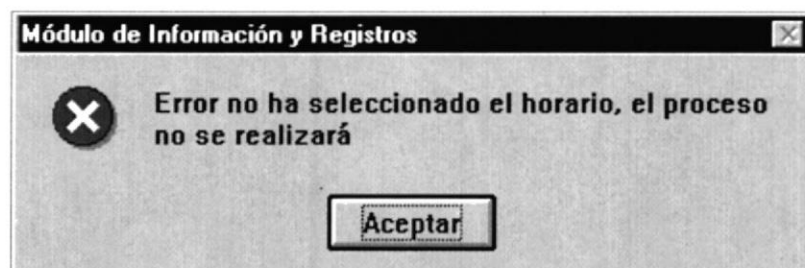 Módulo de Información y Registros
Error no ha seleccionado el horario, el proceso
no se realizará
Aceptar